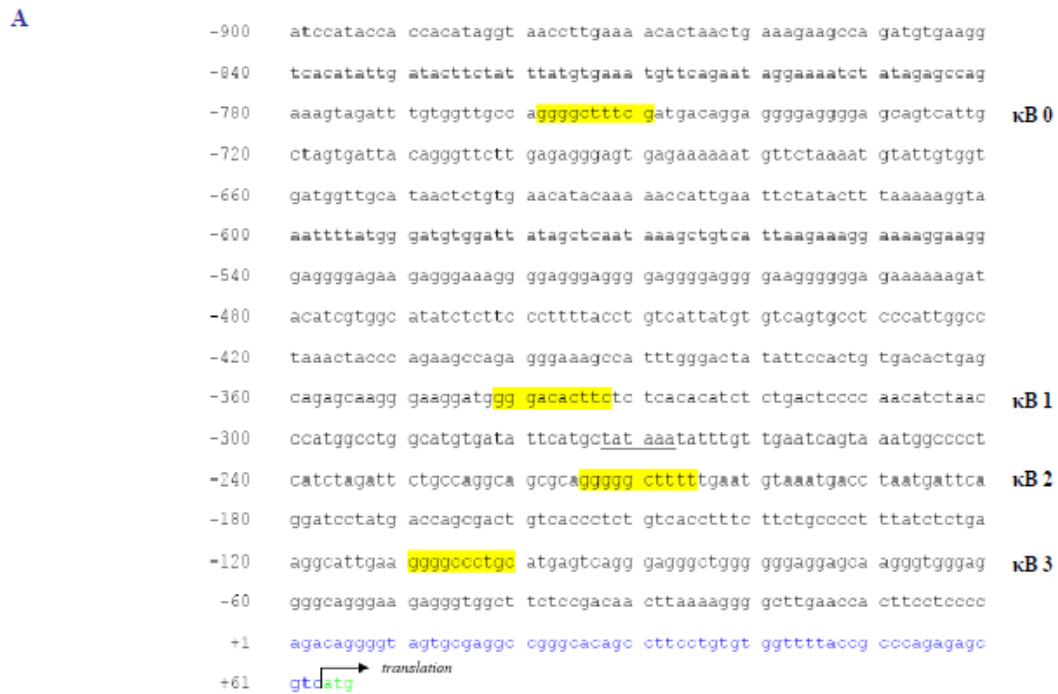 A
-900 atccatacca ccacataggt aaccttgaaa acactaactg aaagaagcca gatgtgaagg
-840 tcacatattg atacttctat ttatgtgaaa tgttcagaat aggaaaatct atagagccag
-780 aaagtagatt tgtggttgcc aggggctttc gatgacagga ggggagggga gcagtcattg κB 0
-720 ctagtgatta cagggttctt gagagggagt gagaaaaaat gttctaaaat gtattgtggt
-660 gatggttgca taactctgtg aacatacaaa aaccattgaa ttctatactt taaaaaggta
-600 aattttatgg gatgtggatt atagctcaat aaagctgtca ttaagaaagg aaaaggaagg
-540 gaggggagaa gagggaaagg ggagggaggg gaggggaggg gaagggggga gaaaaaagat
-480 acatcgtggc atatctcttc ccttttacct gtcattatgt gtcagtgcct cccattggcc
-420 taaactaccc agaagccaga gggaaagcca tttgggacta tattccactg tgacactgag
-360 cagagcaagg gaaggatggg gacacttctc tcacacatct ctgactcccc aacatctaac κB 1
-300 ccatggcctg gcatgtgata ttcatgctat aaatatttgt tgaatcagta aatggcccct
-240 catctagatt ctgccaggca gcgcaggggg ctttttgaat gtaaatgacc taatgattca κB 2
-180 ggatcctatg accagcgact gtcaccctct gtcacctttc ttctgcccct ttatctctga
-120 aggcattgaa ggggccctgc atgagtcagg gagggctggg gggaggagca agggtgggag κB 3
-60 gggcagggaa gagggtggct tctccgacaa cttaaaaggg gcttgaacca cttcctcccc
+1 agacaggggt agtgcgaggc cgggcacagc cttcctgtgt ggttttaccg cccagagagc
+61 gtcatg translation